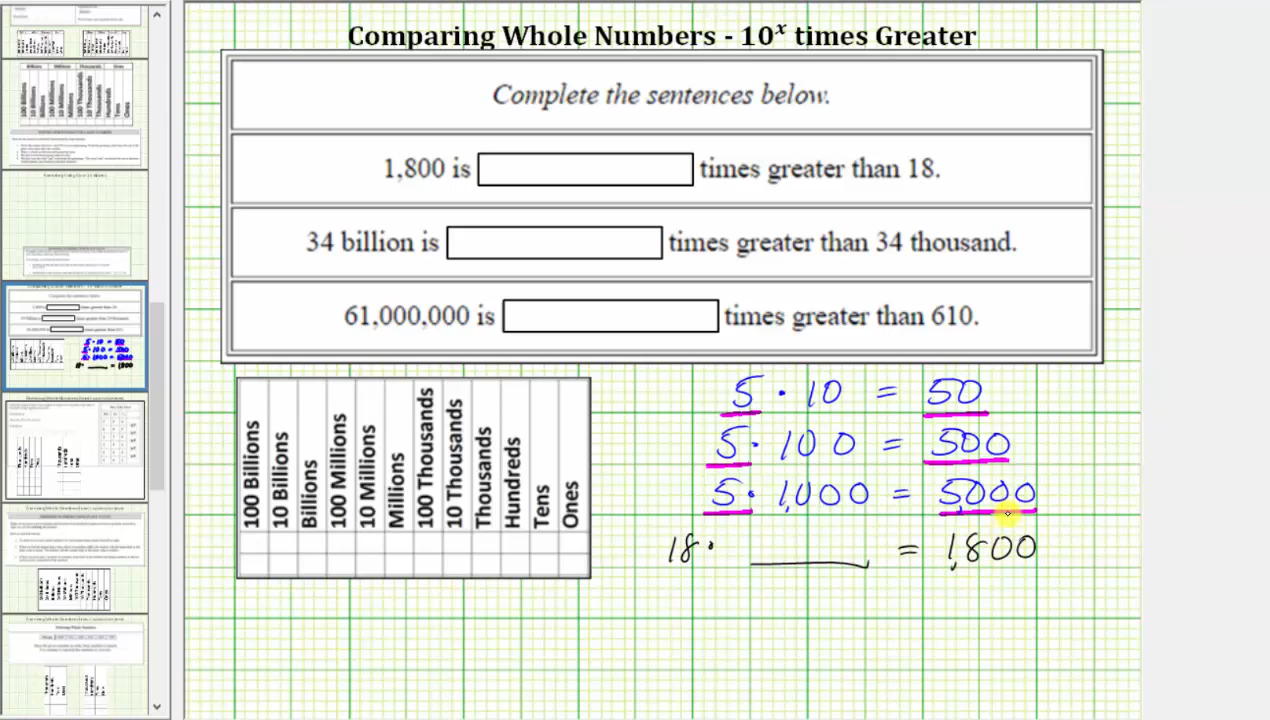 Comparing Whole Numbers - 10^x times Greater
Complete the sentences below.
1,800 is times greater than 18.
34 billion is times greater than 34 thousand.
61,000,000 is times greater than 610.
100 Billions
10 Billions
Billions
100 Millions
10 Millions
Millions
100 Thousands
10 Thousands
Thousands
Hundreds
Tens
Ones
5 · 10 = 50
5 · 100 = 500
5 · 1,000 = 5,000
18 · ____ = 1,800